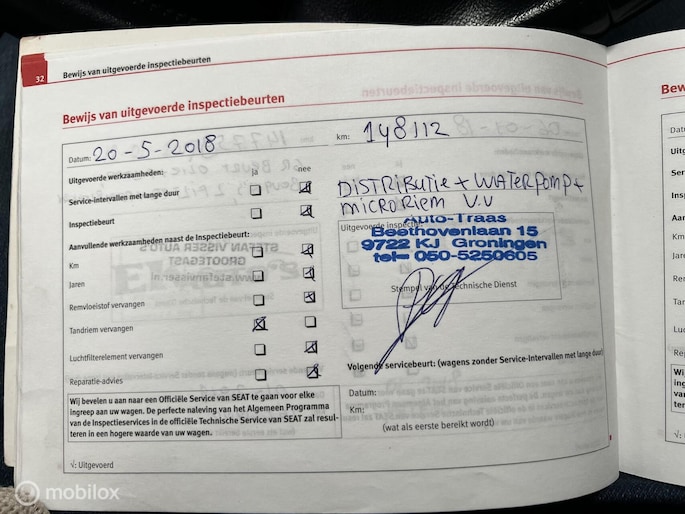 32
Bewijs van uitgevoerde inspectiebeurten
Bewijs van uitgevoerde inspectiebeurten
Datum: 20-5-2018
km: 148112
Uitgevoerde werkzaamheden: ja nee
Service-Intervallen met lange duur
Inspectiebeurt
DISTRIBUTIE + WATERPOMP +
MICRORIEM V.V
Aanvullende werkzaamheden naast de Inspectiebeurt:
Km
Jaren
Remvloeistof vervangen
Tandriem vervangen
Luchtfilterelement vervangen
Reparatie-advies
Uitgevoerde inspectie
Auto-Traas
Beethovenlaan 15
9722 KJ Groningen
tel 050-5250605
Stempel van de Technische Dienst
Volgende servicebeurt: (wagens zonder Service-Intervallen met lange duur)
Datum:
Km:
(wat als eerste bereikt wordt)
Wij bevelen u aan naar een Officiële Service van SEAT te gaan voor elke
ingreep aan uw wagen. De perfecte naleving van het Algemeen Programma
van de Inspectieservices in de officiële Technische Service van SEAT zal resul-
teren in een hogere waarde van uw wagen.
√: Uitgevoerd
Bew
© mobilox